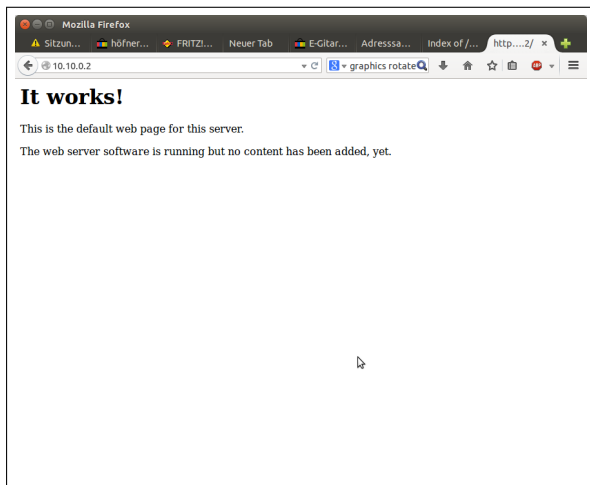 Mozilla Firefox
Sitzun... höfner... FRITZ!... Neuer Tab E-Gitar... Adresssa... Index of /... http....2/
10.10.0.2 graphics rotate ABP
It works!
This is the default web page for this server.
The web server software is running but no content has been added, yet.